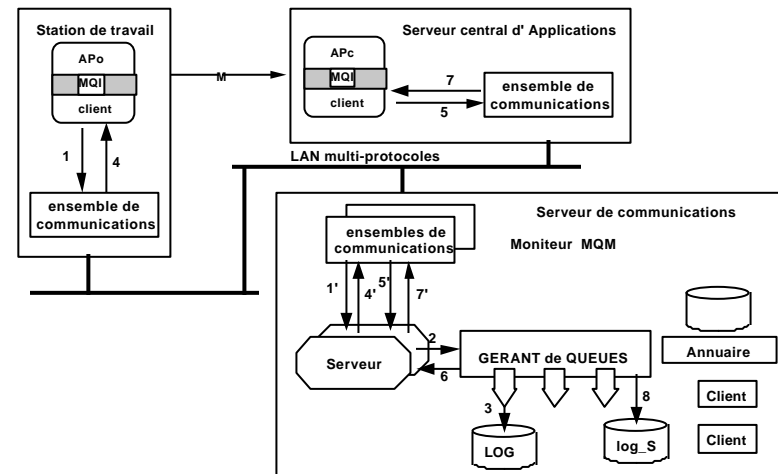 Station de travail
APo
MQI
client
1
4
ensemble de
communications
M
Serveur central d' Applications
APc
MQI
client
7
5
ensemble de
communications
LAN multi-protocoles
Serveur de communications
Moniteur MQM
ensembles de
communications
1'
4'
5'
7'
Serveur
2
6
GERANT de QUEUES
3
8
LOG
log_S
Annuaire
Client
Client